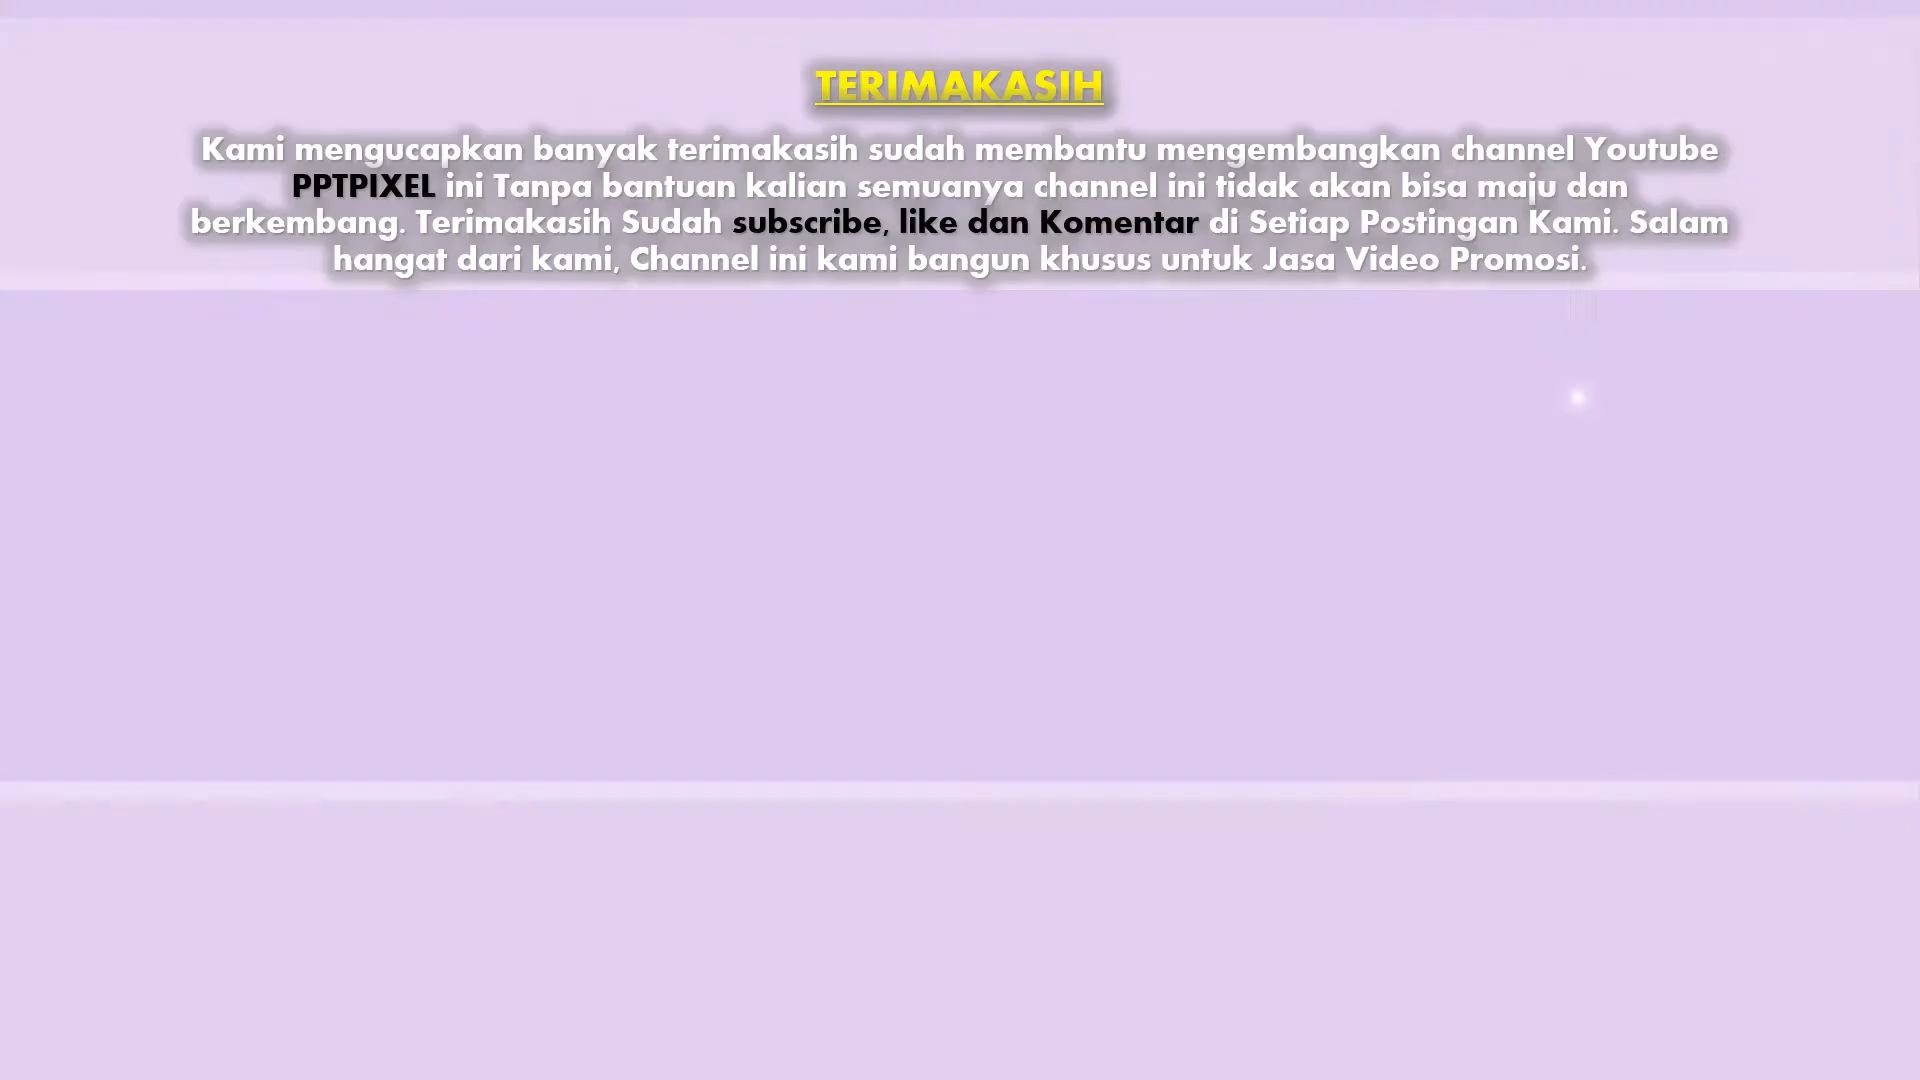 TERIMAKASIH
Kami mengucapkan banyak terimakasih sudah membantu mengembangkan channel Youtube
PPTPIXEL ini Tanpa bantuan kalian semuanya channel ini tidak akan bisa maju dan
berkembang. Terimakasih Sudah subscribe, like dan Komentar di Setiap Postingan Kami. Salam
hangat dari kami, Channel ini kami bangun khusus untuk Jasa Video Promosi.